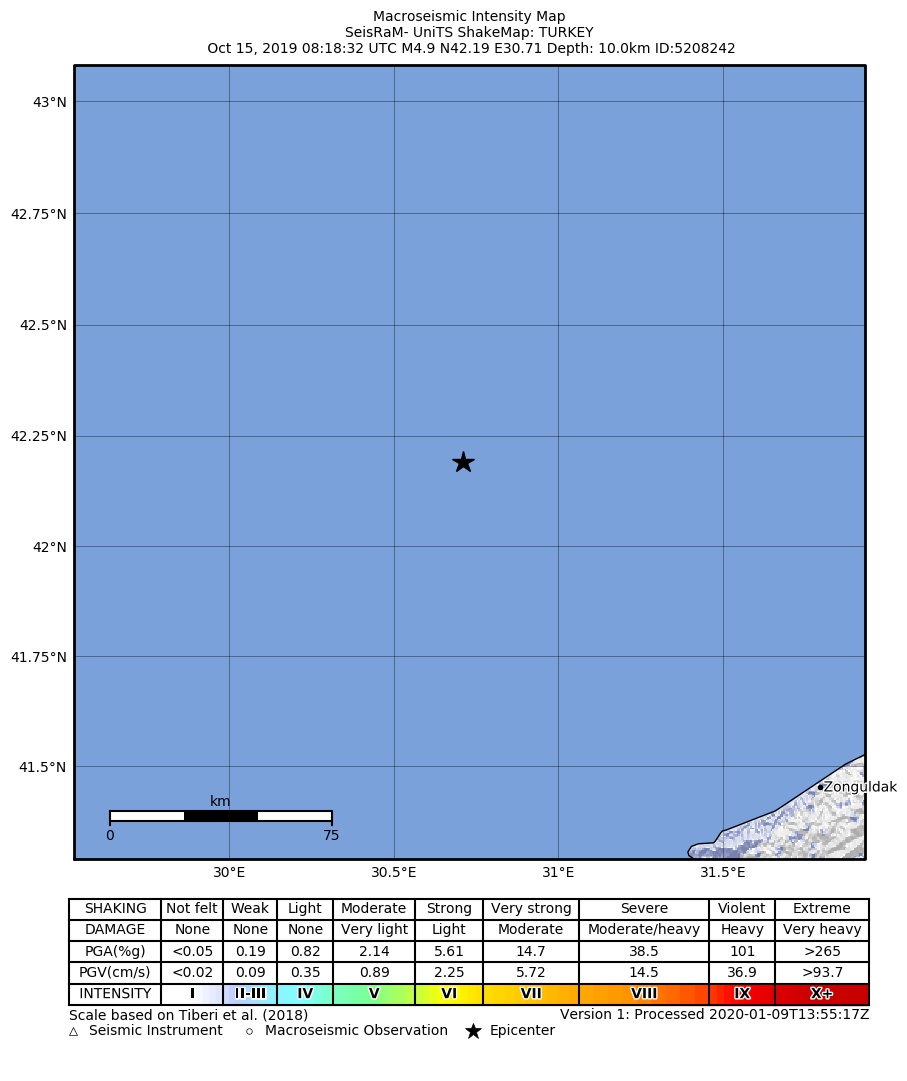 Macroseismic Intensity Map
SeisRaM- UniTS ShakeMap: TURKEY
Oct 15, 2019 08:18:32 UTC M4.9 N42.19 E30.71 Depth: 10.0km ID:5208242
43°N
42.75°N
42.5°N
42.25°N
42°N
41.75°N
41.5°N
Zonguldak
km
0 75
30°E 30.5°E 31°E 31.5°E
SHAKING Not felt Weak Light Moderate Strong Very strong Severe Violent Extreme
DAMAGE None None None Very light Light Moderate Moderate/heavy Heavy Very heavy
PGA(%g) <0.05 0.19 0.82 2.14 5.61 14.7 38.5 101 >265
PGV(cm/s) <0.02 0.09 0.35 0.89 2.25 5.72 14.5 36.9 >93.7
INTENSITY I II-III IV V VI VII VIII IX X+
Scale based on Tiberi et al. (2018) Version 1: Processed 2020-01-09T13:55:17Z
Seismic Instrument Macroseismic Observation Epicenter